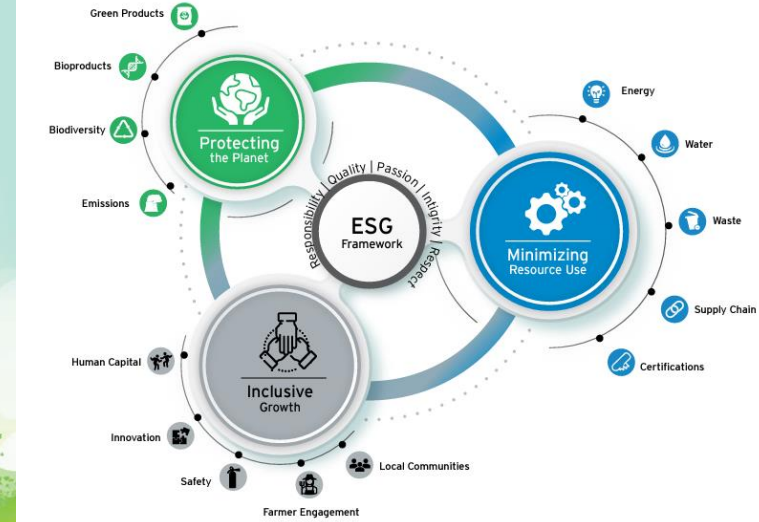 Green Products
Bioproducts
Biodiversity
Emissions
Protecting
the Planet
Responsibility | Quality | Passion | Intigrity | Respect
ESG
Framework
Energy
Water
Waste
Supply Chain
Certifications
Minimizing
Resource Use
Inclusive
Growth
Human Capital
Innovation
Safety
Farmer Engagement
Local Communities